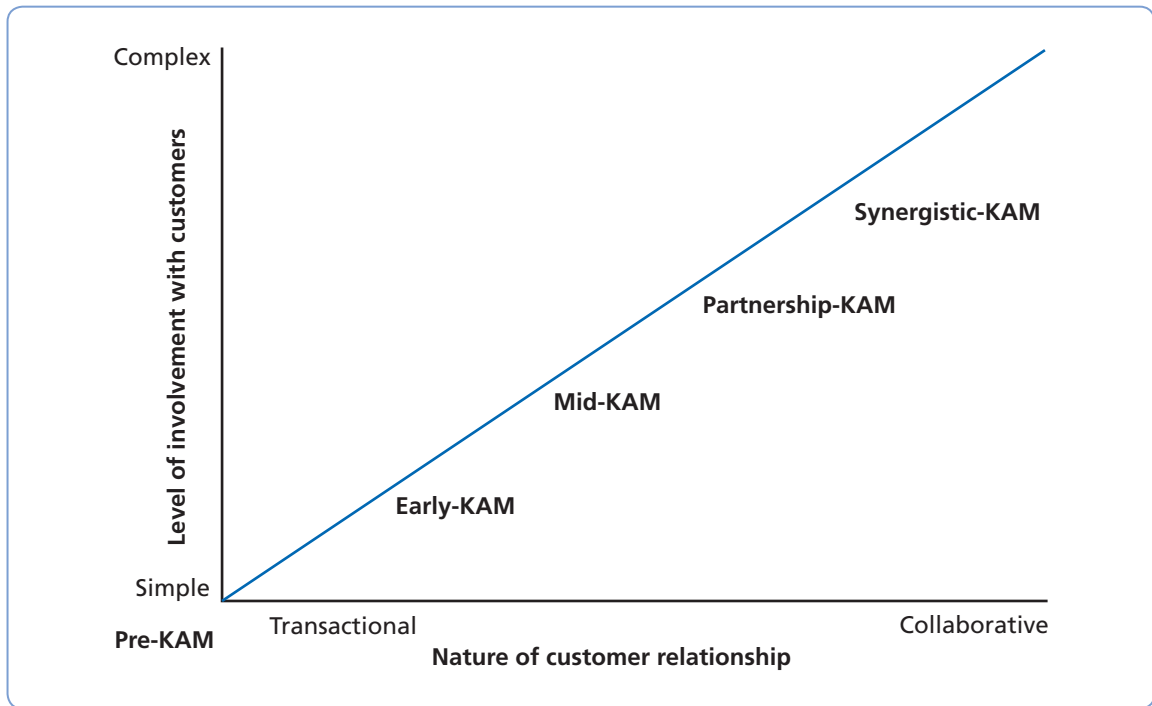 Complex
Level of involvement with customers
Synergistic-KAM
Partnership-KAM
Mid-KAM
Early-KAM
Simple
Pre-KAM
Transactional
Collaborative
Nature of customer relationship